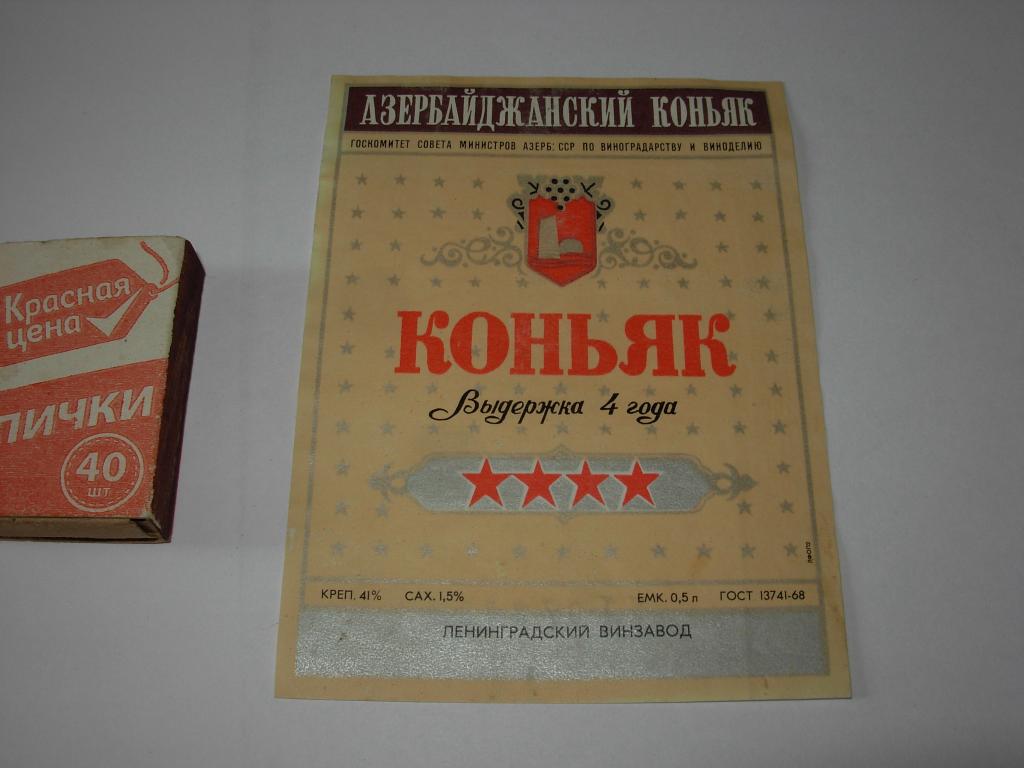 АЗЕРБАЙДЖАНСКИЙ КОНЬЯК
ГОСКОМИТЕТ СОВЕТА МИНИСТРОВ АЗЕРБ. ССР ПО ВИНОГРАДАРСТВУ И ВИНОДЕЛИЮ
КОНЬЯК
Выдержка 4 года
КРЕП. 41% САХ. 1,5% ЕМК. 0,5 л ГОСТ 13741-68
ЛЕНИНГРАДСКИЙ ВИНЗАВОД
Красная
цена
ПИЧКИ
40
ШТ